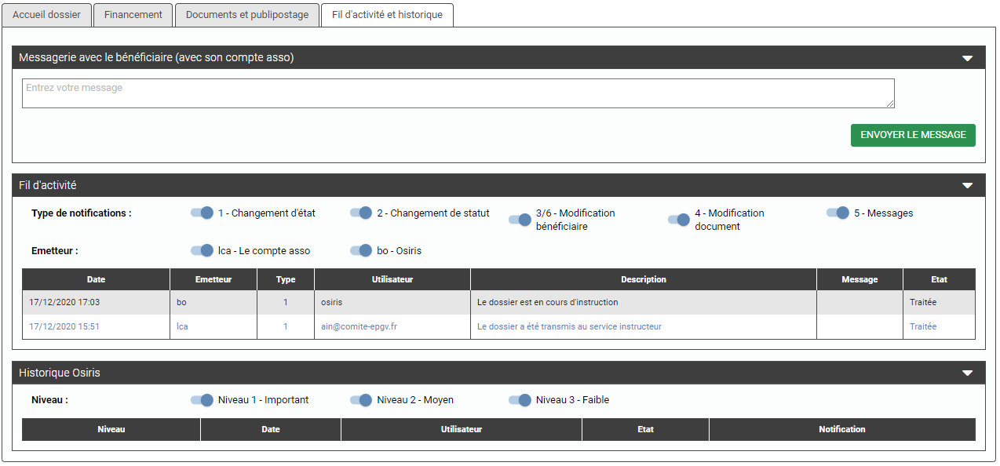 Accueil dossier Financement Documents et publipostage Fil d'activité et historique
Messagerie avec le bénéficiaire (avec son compte asso)
Entrez votre message
ENVOYER LE MESSAGE
Fil d'activité
Type de notifications : 1 - Changement d'état 2 - Changement de statut 3/6 - Modification bénéficiaire 4 - Modification document 5 - Messages
Emetteur : lca - Le compte asso bo - Osiris
Date Emetteur Type Utilisateur Description Message Etat
17/12/2020 17:03 bo 1 osiris Le dossier est en cours d'instruction Traitée
17/12/2020 15:51 lca 1 ain@comite-epgv.fr Le dossier a été transmis au service instructeur Traitée
Historique Osiris
Niveau : Niveau 1 - Important Niveau 2 - Moyen Niveau 3 - Faible
Niveau Date Utilisateur Etat Notification